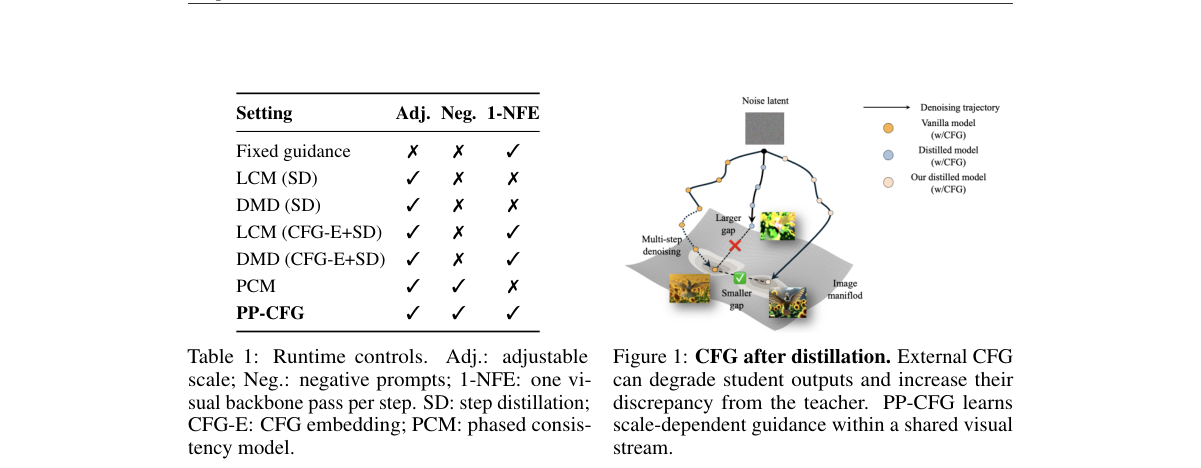 Setting Adj. Neg. 1-NFE
Fixed guidance ✗ ✗ ✓
LCM (SD) ✓ ✗ ✗
DMD (SD) ✓ ✗ ✗
LCM (CFG-E+SD) ✓ ✗ ✓
DMD (CFG-E+SD) ✓ ✗ ✓
PCM ✓ ✓ ✗
PP-CFG ✓ ✓ ✓
Table 1: Runtime controls. Adj.: adjustable
scale; Neg.: negative prompts; 1-NFE: one vi-
sual backbone pass per step. SD: step distillation;
CFG-E: CFG embedding; PCM: phased consis-
tency model.
Noise latent
Denoising trajectory
Vanilla model
(w/CFG)
Distilled model
(w/CFG)
Our distilled model
(w/CFG)
Larger
gap
Multi-step
denoising
Smaller
gap
Image
maniflod
Figure 1: CFG after distillation. External CFG
can degrade student outputs and increase their
discrepancy from the teacher. PP-CFG learns
scale-dependent guidance within a shared visual
stream.